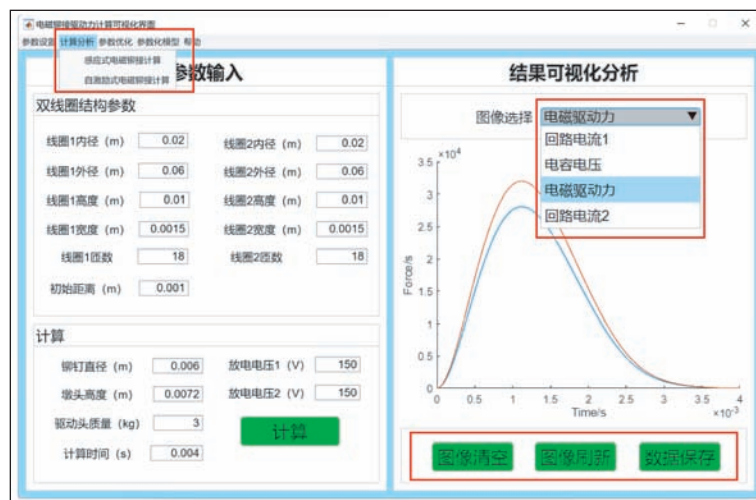 电磁铆接驱动力计算可视化界面
参数设置 计算分析 参数优化 参数化模型 帮助
感应式电磁铆接计算
自激励式电磁铆接计算
参数输入
双线圈结构参数
线圈1内径（m） 0.02 线圈2内径（m） 0.02
线圈1外径（m） 0.06 线圈2外径（m） 0.06
线圈1高度（m） 0.01 线圈2高度（m） 0.01
线圈1宽度（m） 0.0015 线圈2宽度（m） 0.0015
线圈1匝数 18 线圈2匝数 18
初始距离（m） 0.001
计算
铆钉直径（m） 0.006 放电电压1（V） 150
墩头高度（m） 0.0072 放电电压2（V） 150
驱动头质量（kg） 3
计算
计算时间（s） 0.004
结果可视化分析
图像选择 电磁驱动力
回路电流1
电容电压
电磁驱动力
回路电流2
×10⁴
3.5
3
2.5
2
1.5
1
0.5
0
Force/s
0 0.5 1 1.5 2 2.5 3 3.5 4
Time/s
×10⁻³
图像清空 图像刷新 数据保存